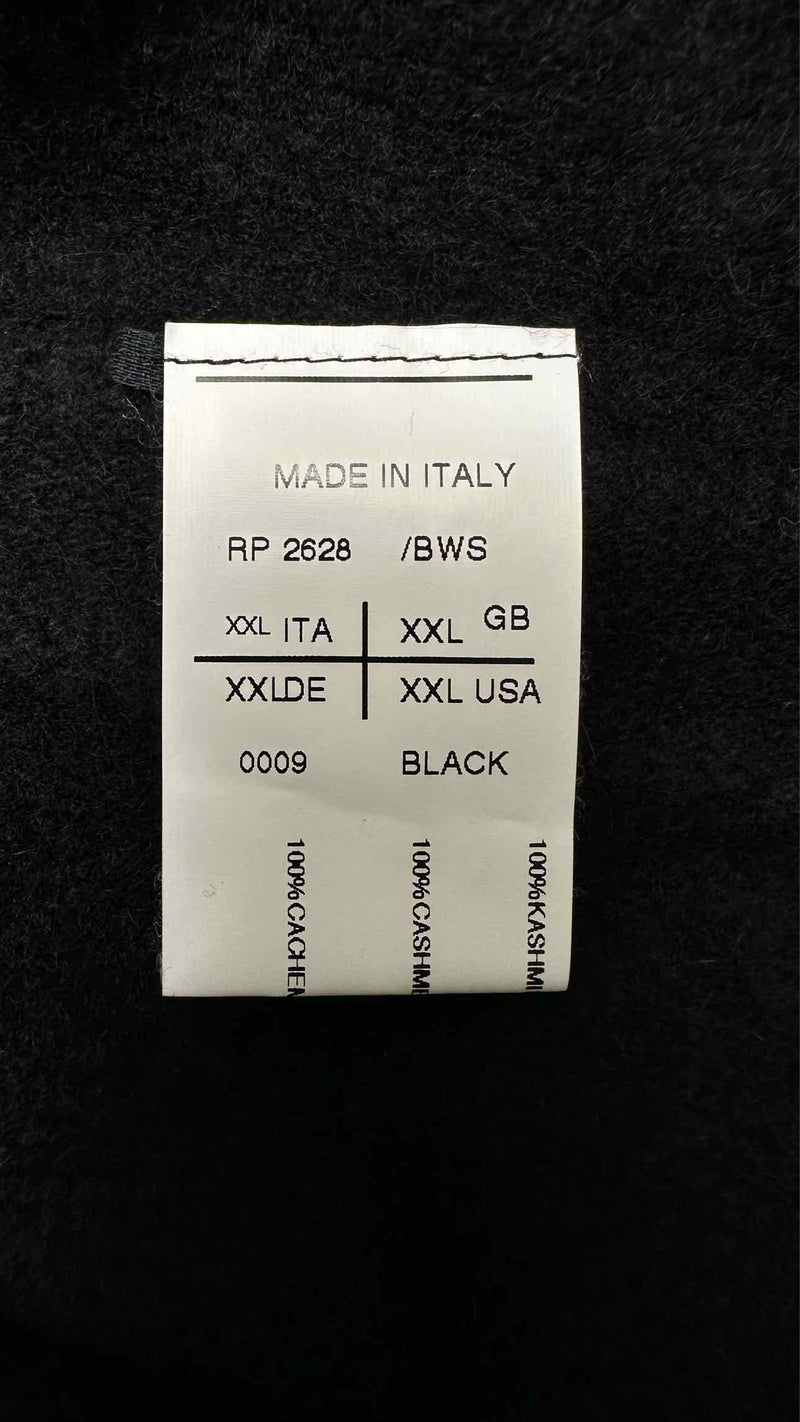 MADE IN ITALY
RP 2628 /BWS
XXL ITA XXL GB
XXLDE XXL USA
0009 BLACK
100%CACHEM
100%CASHME
100%KASHMI